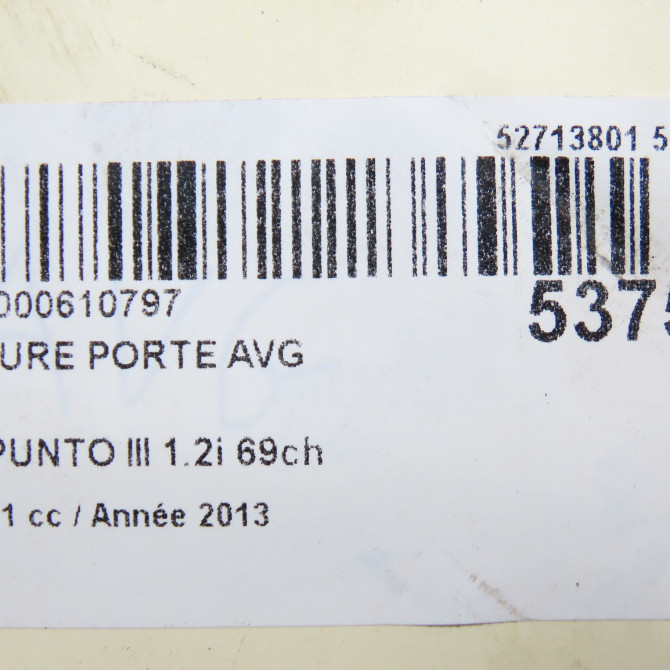 52713801 5
000610797
5375
URE PORTE AVG
PUNTO III 1.2i 69ch
1 cc / Année 2013